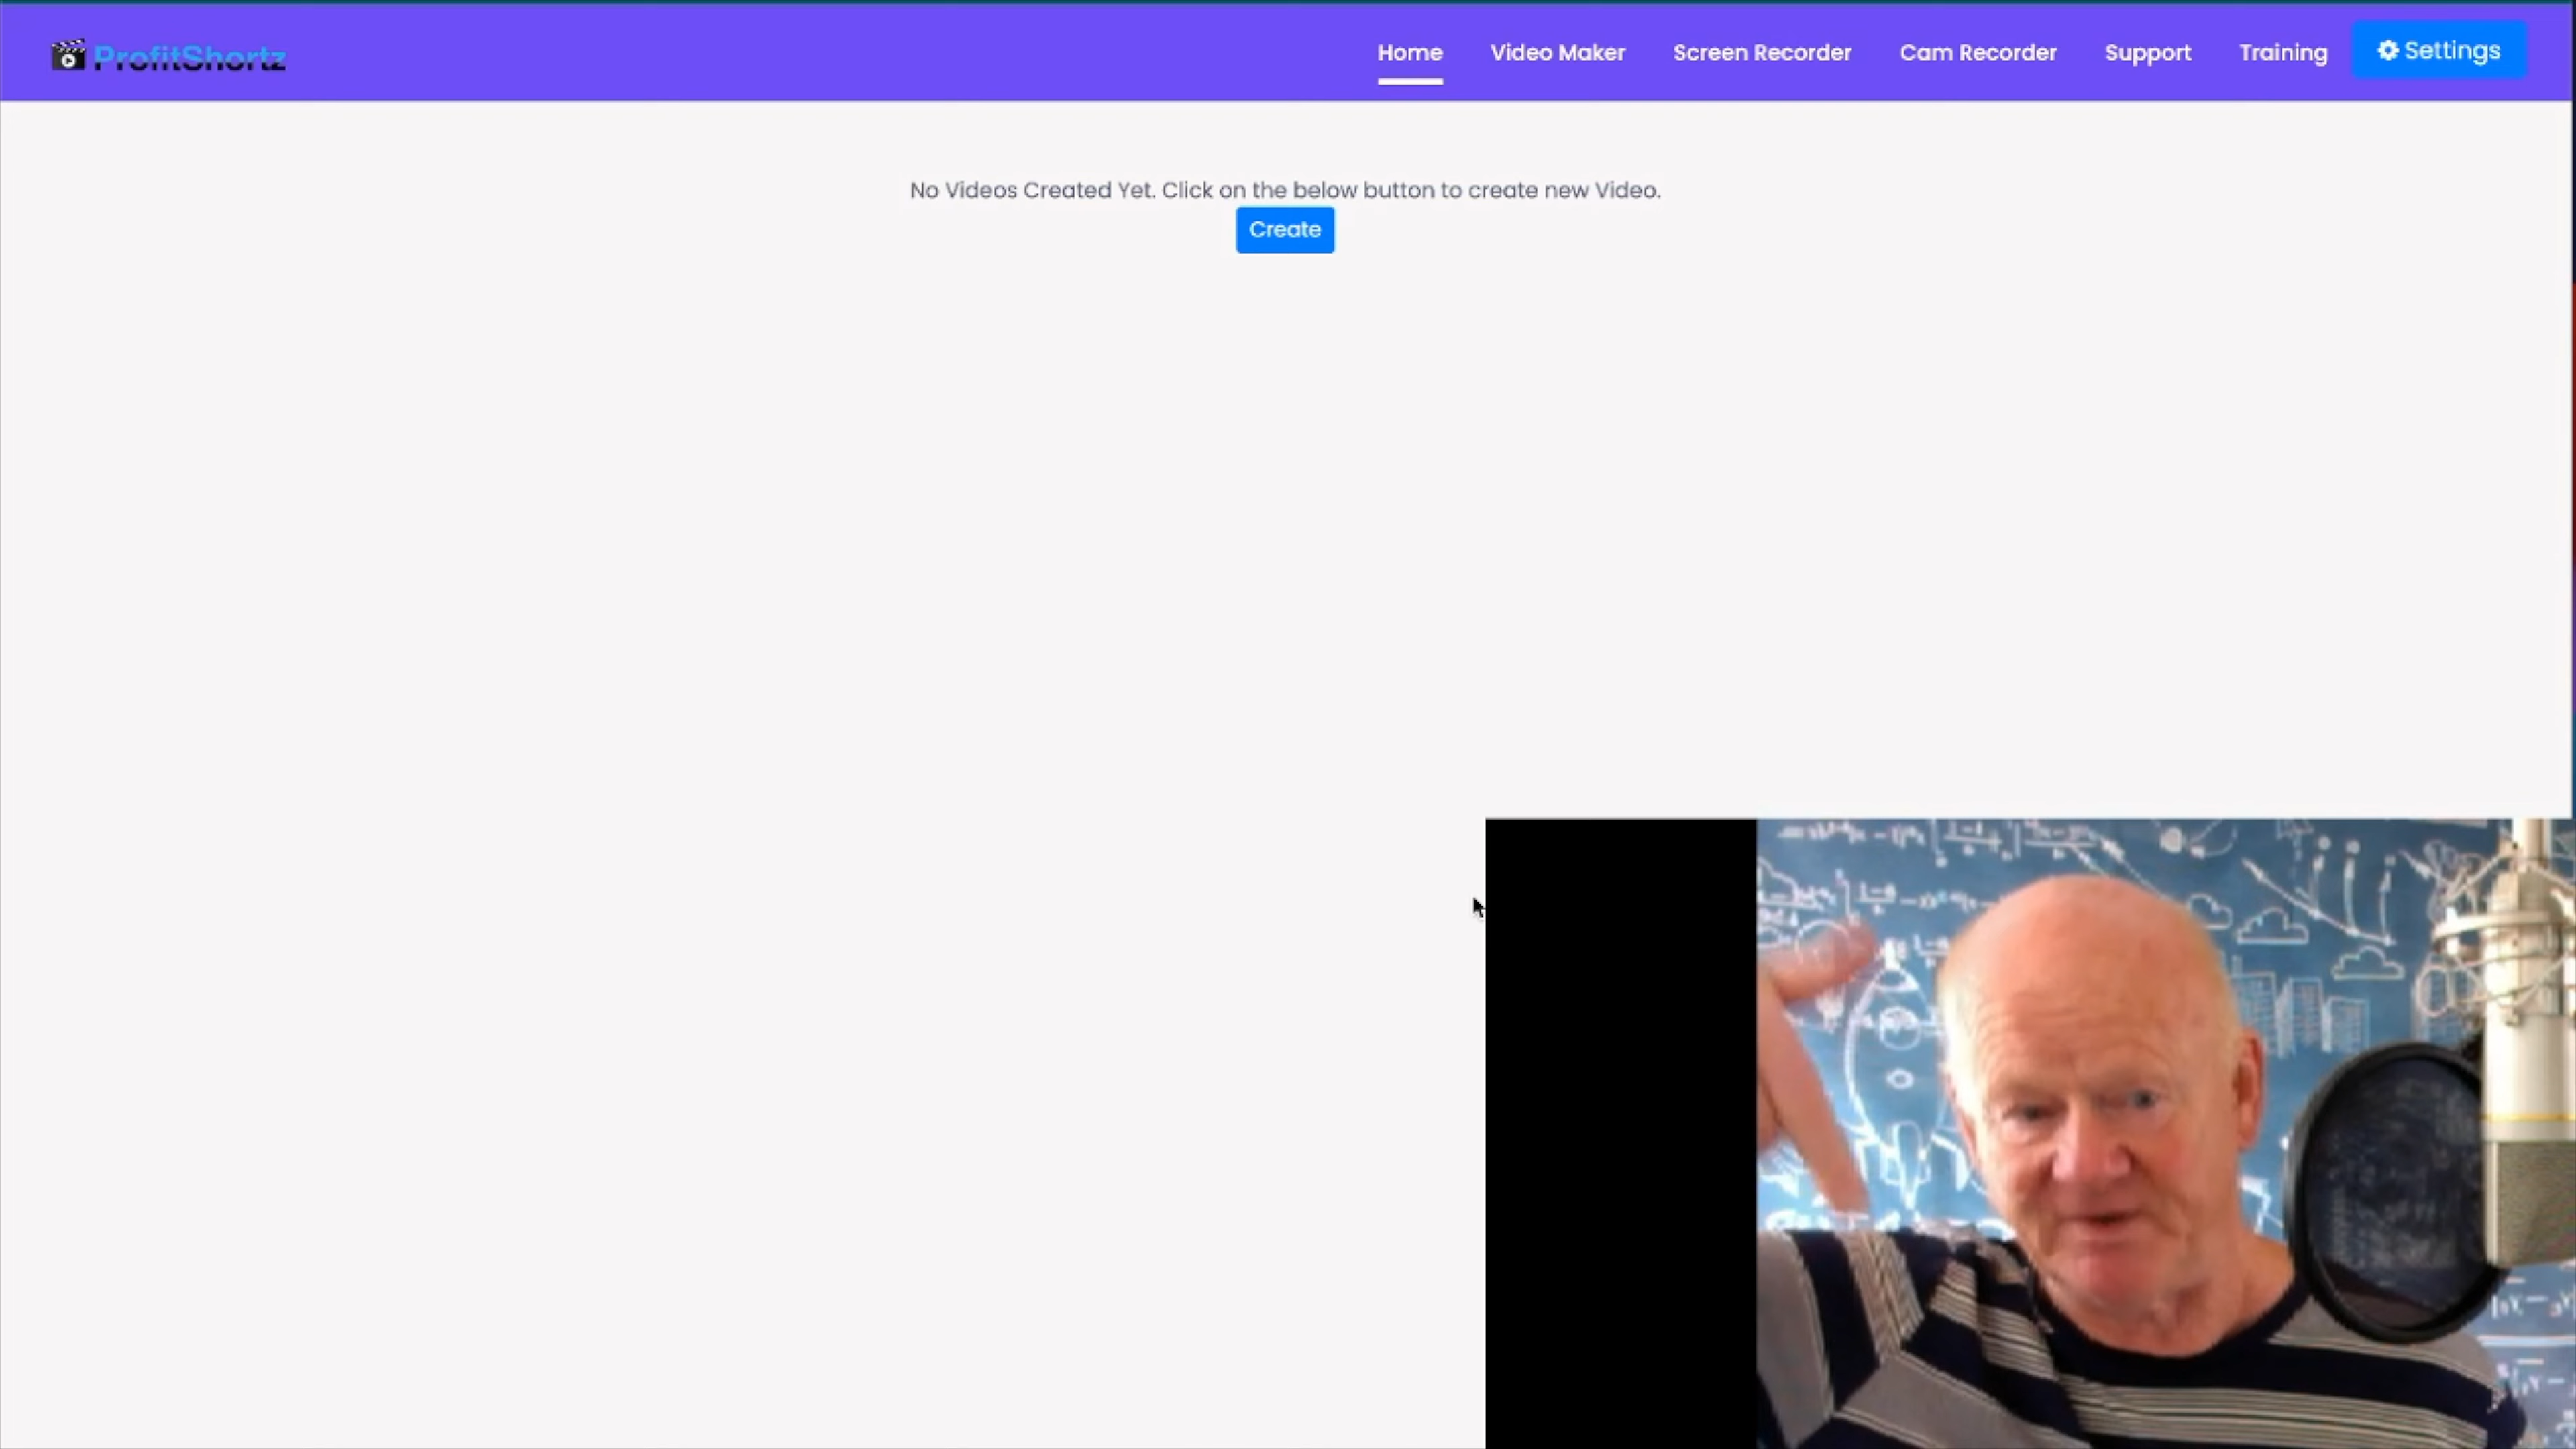 ProfitShortz
Home
Video Maker
Screen Recorder
Cam Recorder
Support
Training
Settings
No Videos Created Yet. Click on the below button to create new Video.
Create